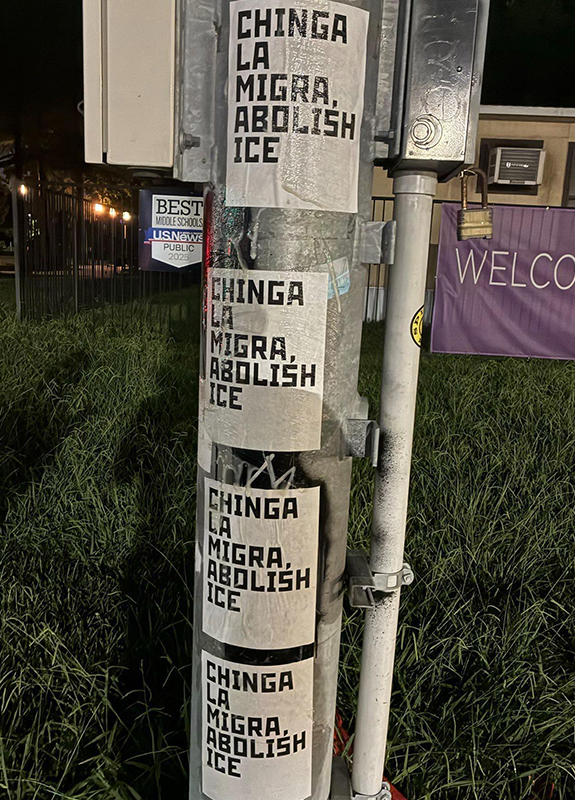 CHINGA
LA
MIGRA,
ABOLISH
ICE
BEST
MIDDLE SCHOOLS
U.S.News
PUBLIC
2025
WELCO
CHINGA
LA
MIGRA,
ABOLISH
ICE
CHINGA
LA
MIGRA,
ABOLISH
ICE
CHINGA
LA
MIGRA,
ABOLISH
ICE